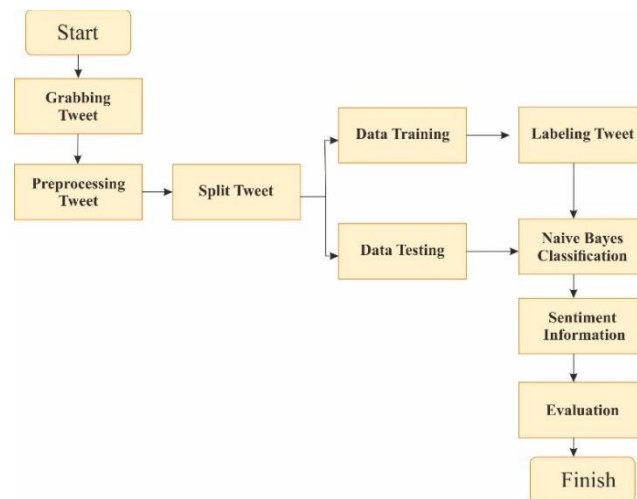 Start
Grabbing
Tweet
Preprocessing
Tweet
Split Tweet
Data Training
Labeling Tweet
Data Testing
Naive Bayes
Classification
Sentiment
Information
Evaluation
Finish